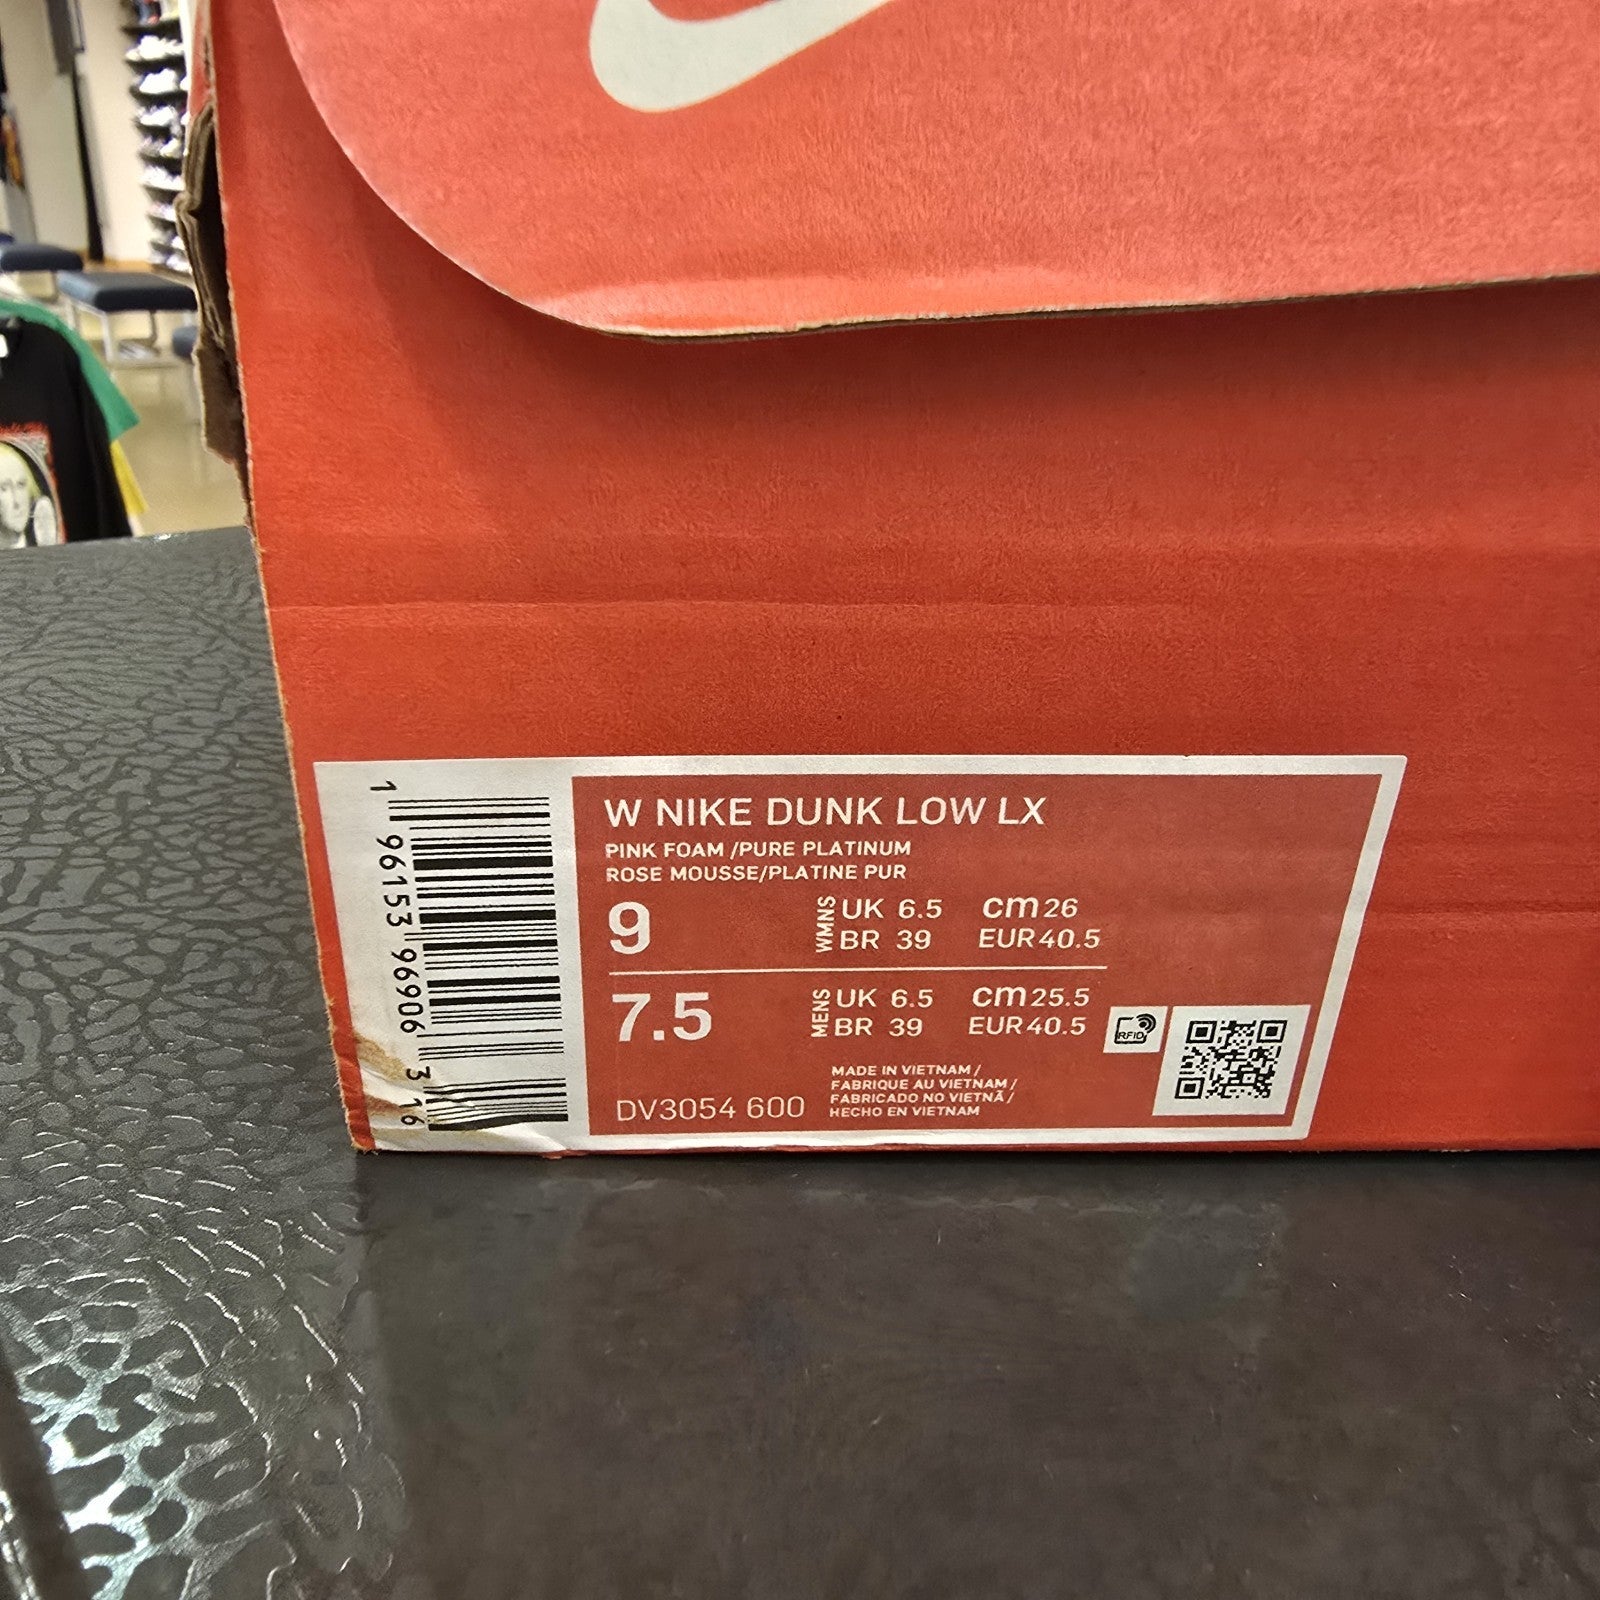 W NIKE DUNK LOW LX
PINK FOAM /PURE PLATINUM
ROSE MOUSSE/PLATINE PUR
9 WMNS UK 6.5 cm 26
BR 39 EUR 40.5
7.5 MENS UK 6.5 cm 25.5
BR 39 EUR 40.5
RFID
MADE IN VIETNAM /
FABRIQUE AU VIETNAM /
FABRICADO NO VIETNÃ /
HECHO EN VIETNAM
DV3054 600
1 96153 96906 3 16